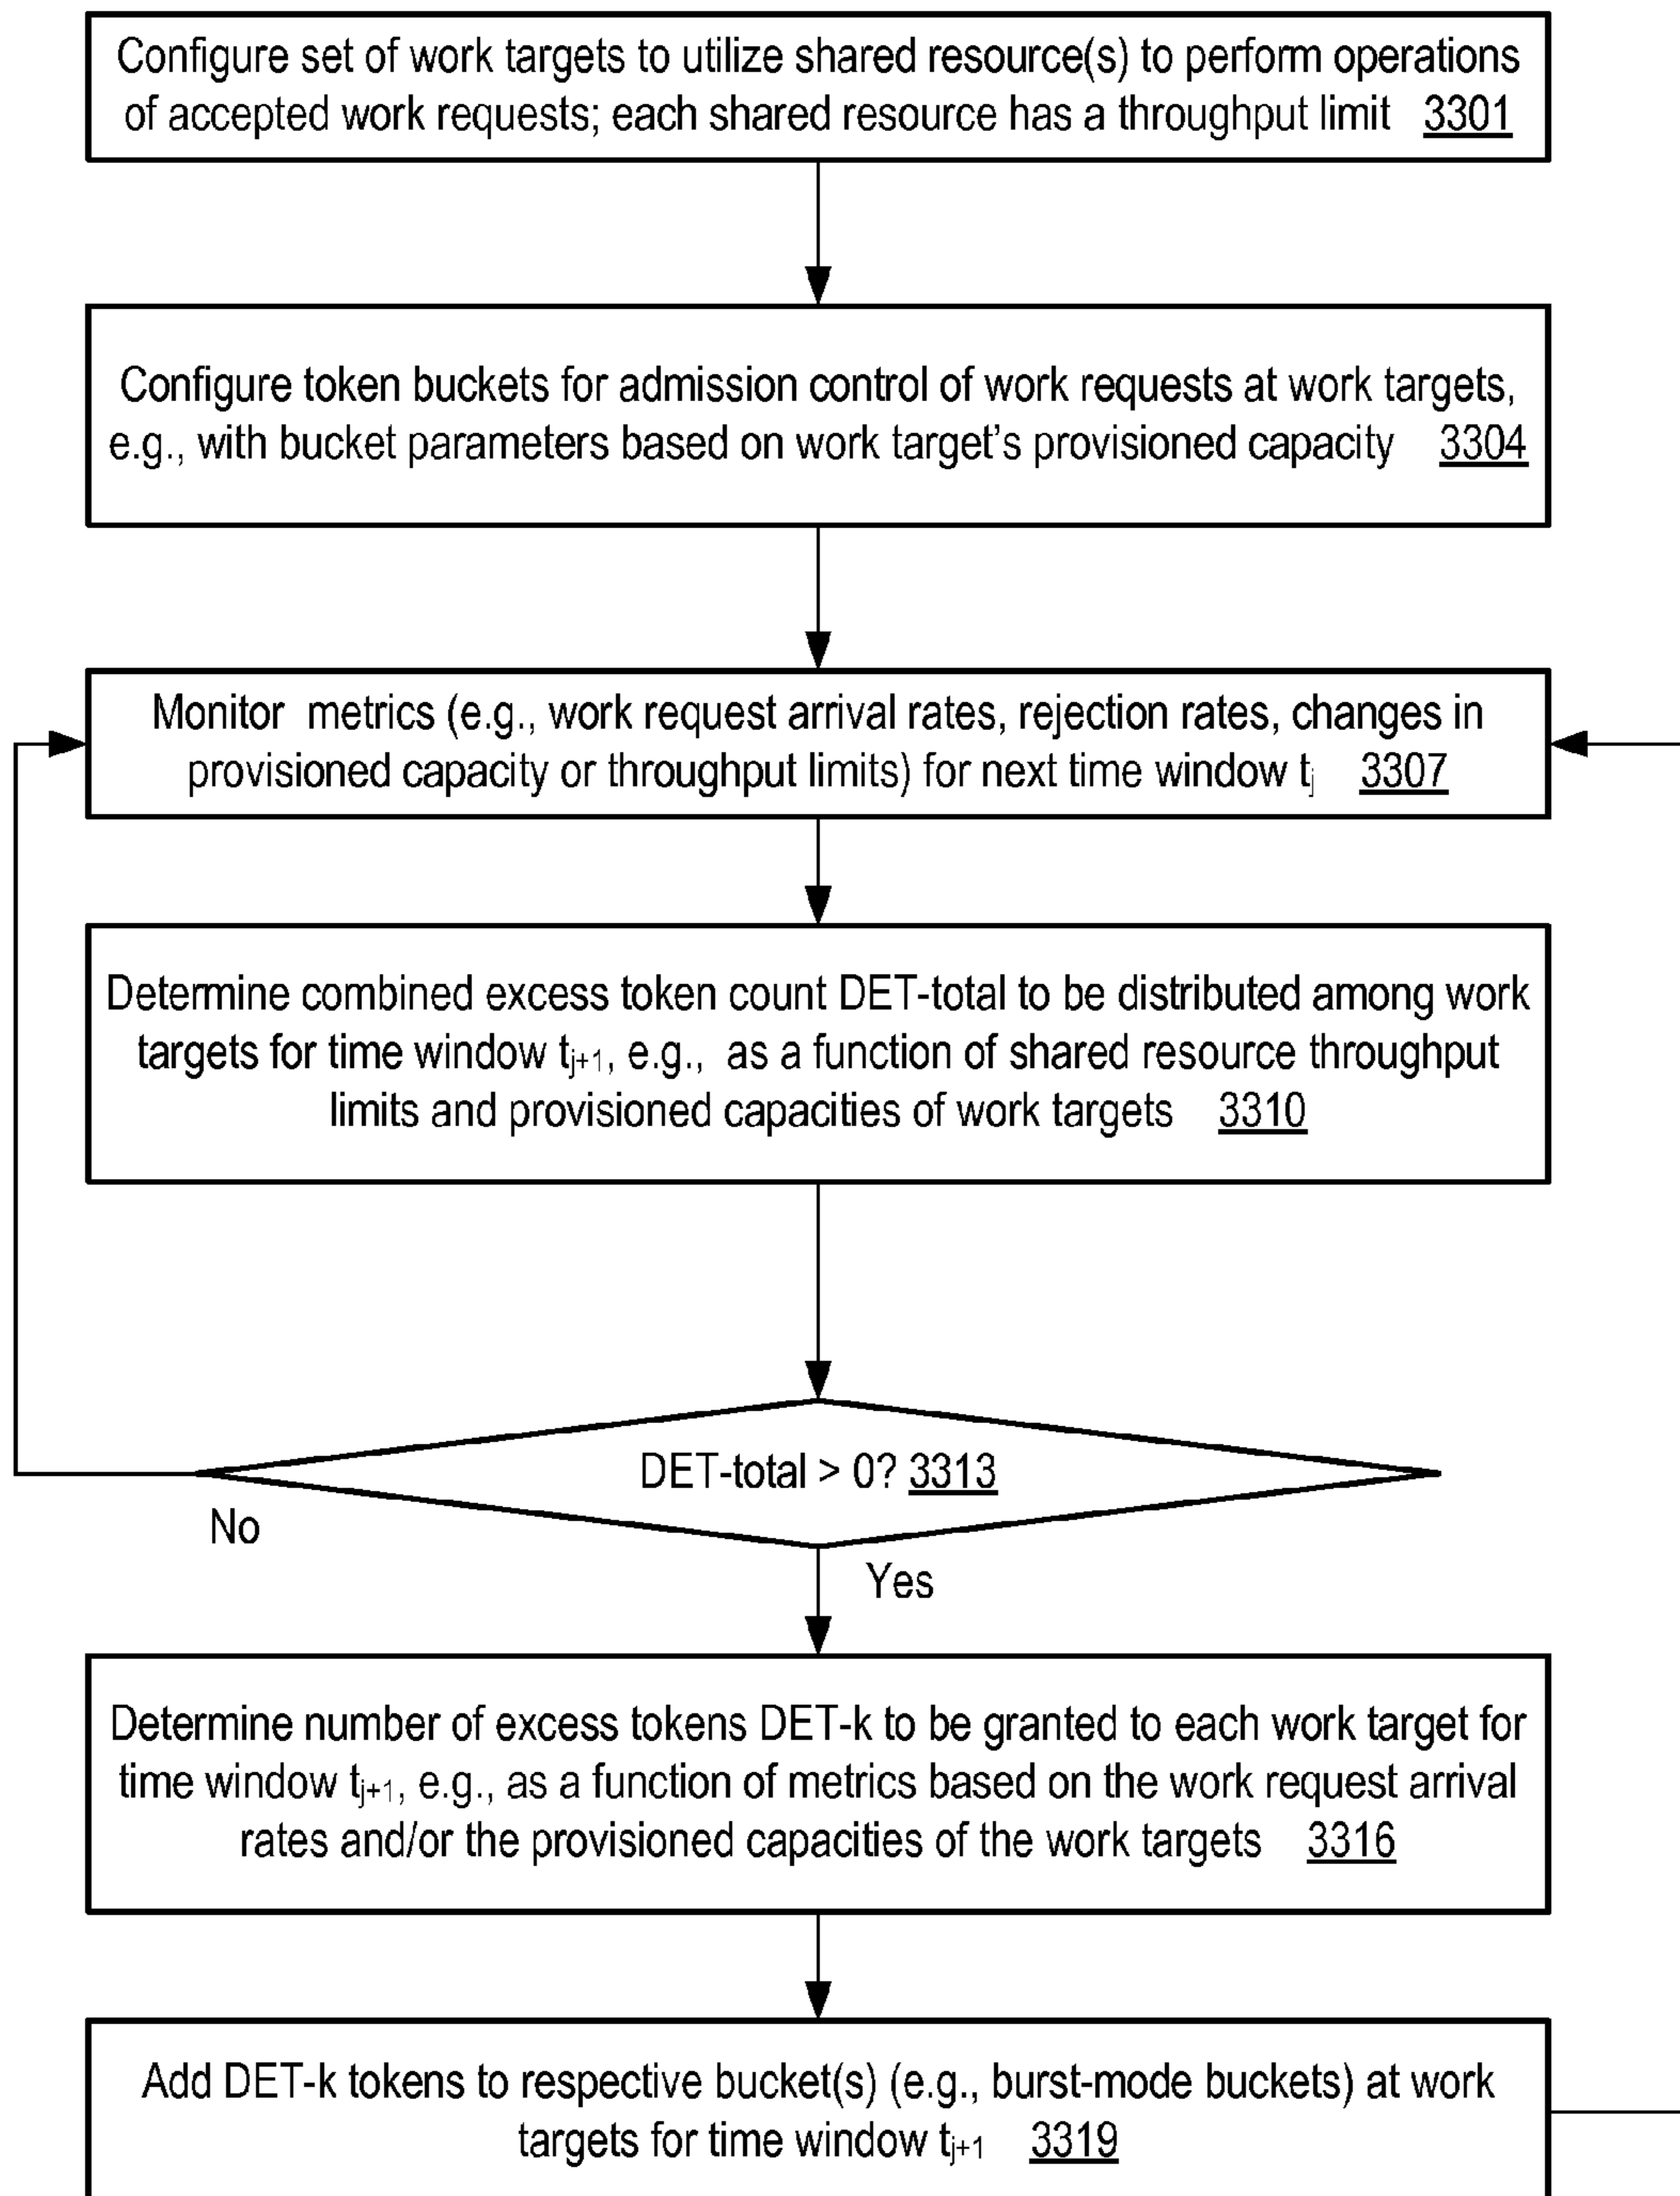 Configure set of work targets to utilize shared resource(s) to perform operations
of accepted work requests; each shared resource has a throughput limit 3301
Configure token buckets for admission control of work requests at work targets,
e.g., with bucket parameters based on work target's provisioned capacity 3304
Monitor metrics (e.g., work request arrival rates, rejection rates, changes in
provisioned capacity or throughput limits) for next time window tj 3307
Determine combined excess token count DET-total to be distributed among work
targets for time window tj+1, e.g., as a function of shared resource throughput
limits and provisioned capacities of work targets 3310
DET-total > 0? 3313
No
Yes
Determine number of excess tokens DET-k to be granted to each work target for
time window tj+1, e.g., as a function of metrics based on the work request arrival
rates and/or the provisioned capacities of the work targets 3316
Add DET-k tokens to respective bucket(s) (e.g., burst-mode buckets) at work
targets for time window tj+1 3319